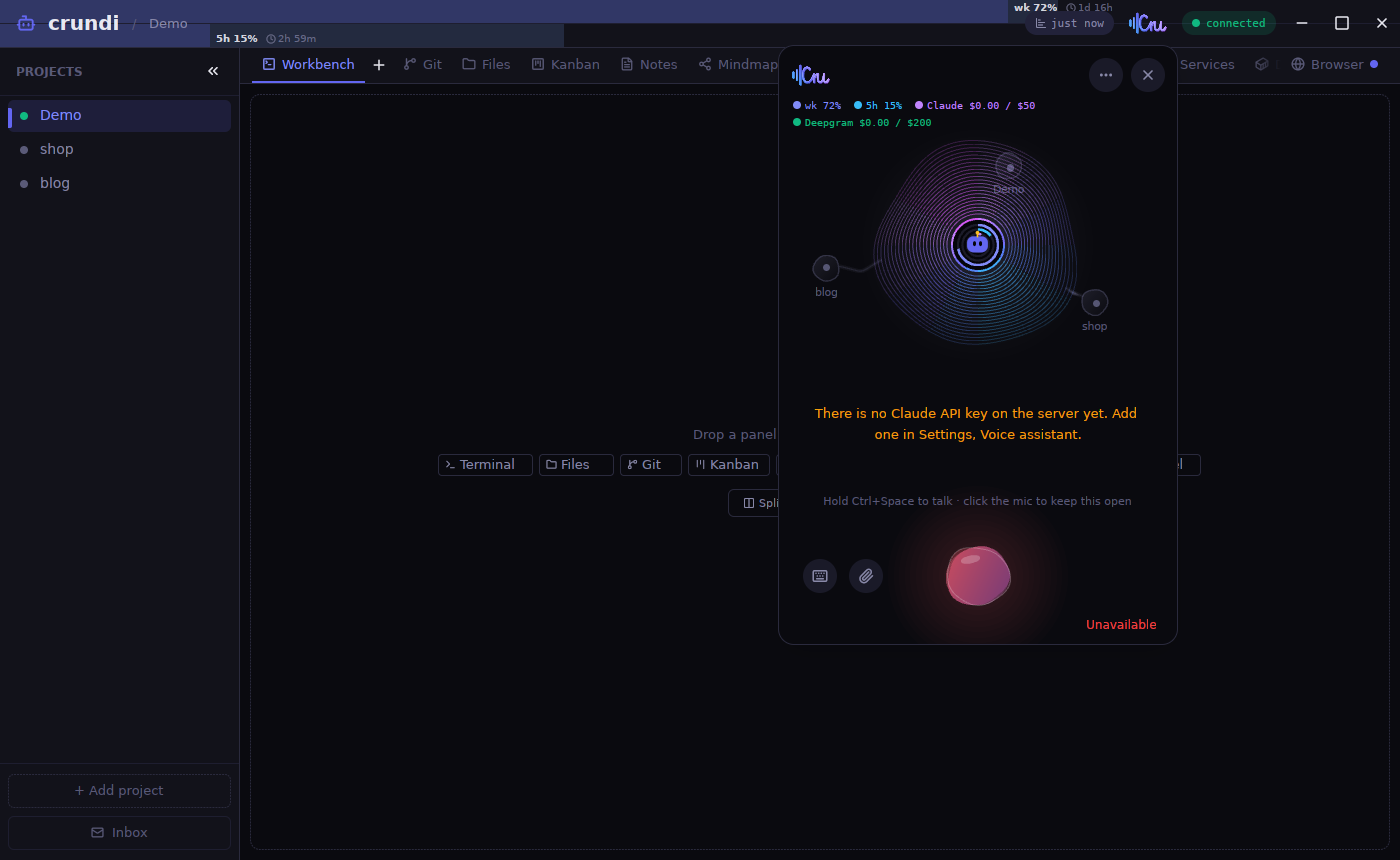 crundi / Demo
wk 72% 1d 16h
5h 15% 2h 59m
just now
Cru
connected
PROJECTS
Demo
shop
blog
+ Add project
Inbox
Workbench + Git Files Kanban Notes Mindmap
Services
Browser
Drop a panel
Terminal Files Git Kanban
Cru
wk 72% 5h 15% Claude $0.00 / $50
Deepgram $0.00 / $200
Demo
blog
shop
There is no Claude API key on the server yet. Add
one in Settings, Voice assistant.
Hold Ctrl+Space to talk · click the mic to keep this open
Unavailable